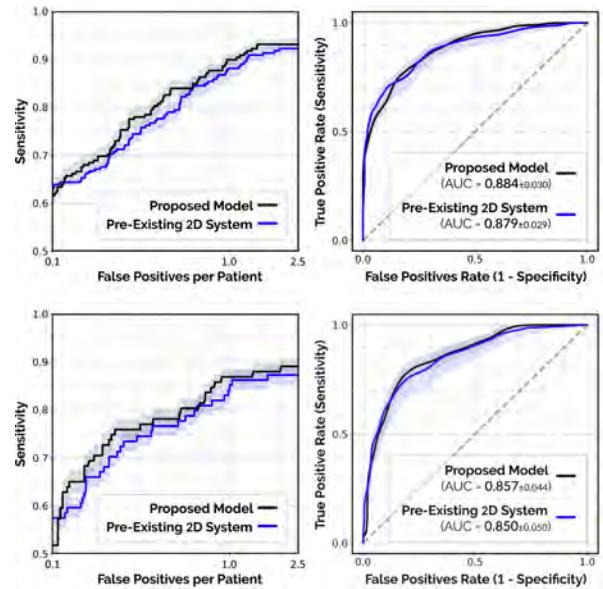 1.0
0.9
0.8
0.7
0.6
0.5
Sensitivity
Proposed Model
Pre-Existing 2D System
0.1
1.0
2.5
False Positives per Patient
1.0
0.5
0.0
True Positive Rate (Sensitivity)
Proposed Model
(AUC = 0.884±0.030)
Pre-Existing 2D System
(AUC = 0.879±0.029)
0.0
0.5
1.0
False Positives Rate (1 - Specificity)
1.0
0.9
0.8
0.7
0.6
0.5
Sensitivity
Proposed Model
Pre-Existing 2D System
0.1
1.0
2.5
False Positives per Patient
1.0
0.5
0.0
True Positive Rate (Sensitivity)
Proposed Model
(AUC = 0.857±0.044)
Pre-Existing 2D System
(AUC = 0.850±0.050)
0.0
0.5
1.0
False Positives Rate (1 - Specificity)